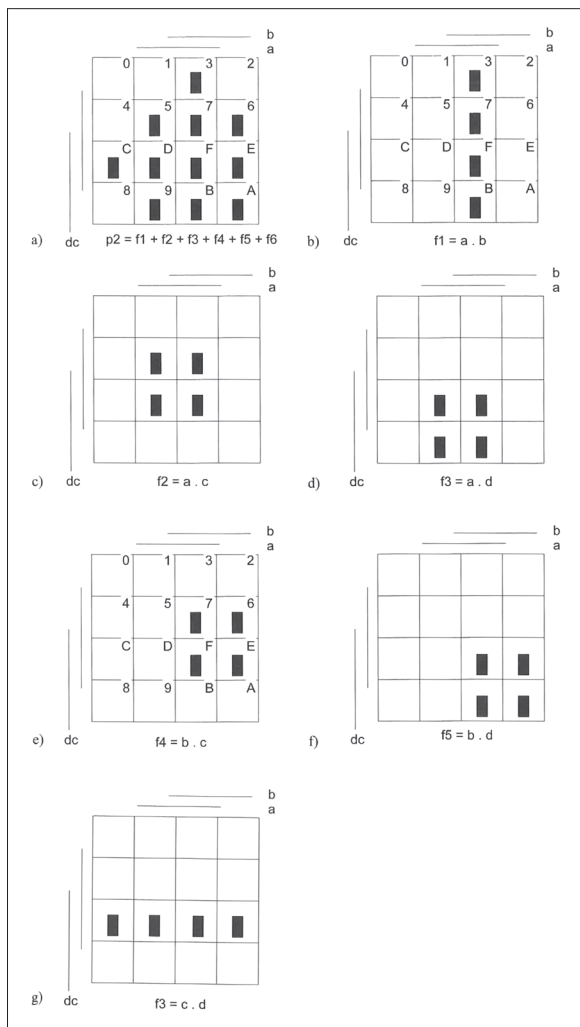 b
b
a
a
0 1 3 2
0 1 3 2
4 5 7 6
4 5 7 6
C D F E
C D F E
8 9 B A
8 9 B A
dc
dc
a) p2 = f1 + f2 + f3 + f4 + f5 + f6
b) f1 = a . b
b
b
a
a
dc
dc
c) f2 = a . c
d) f3 = a . d
b
b
a
a
0 1 3 2
4 5 7 6
C D F E
8 9 B A
dc
dc
e) f4 = b . c
f) f5 = b . d
b
a
dc
g) f3 = c . d